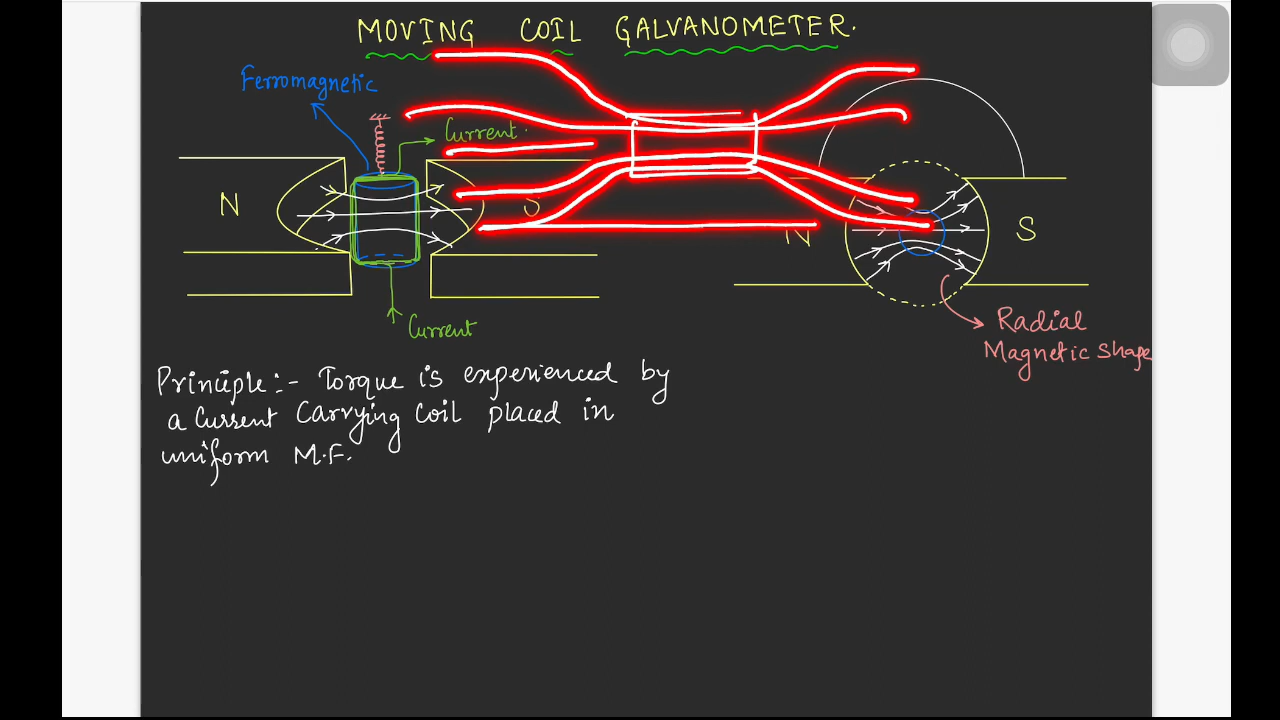 MOVING COIL GALVANOMETER.
Ferromagnetic
Current.
N
S
N
S
Current
Radial
Magnetic Shape
Principle:- Torque is experienced by
a Current Carrying Coil placed in
uniform M.F.